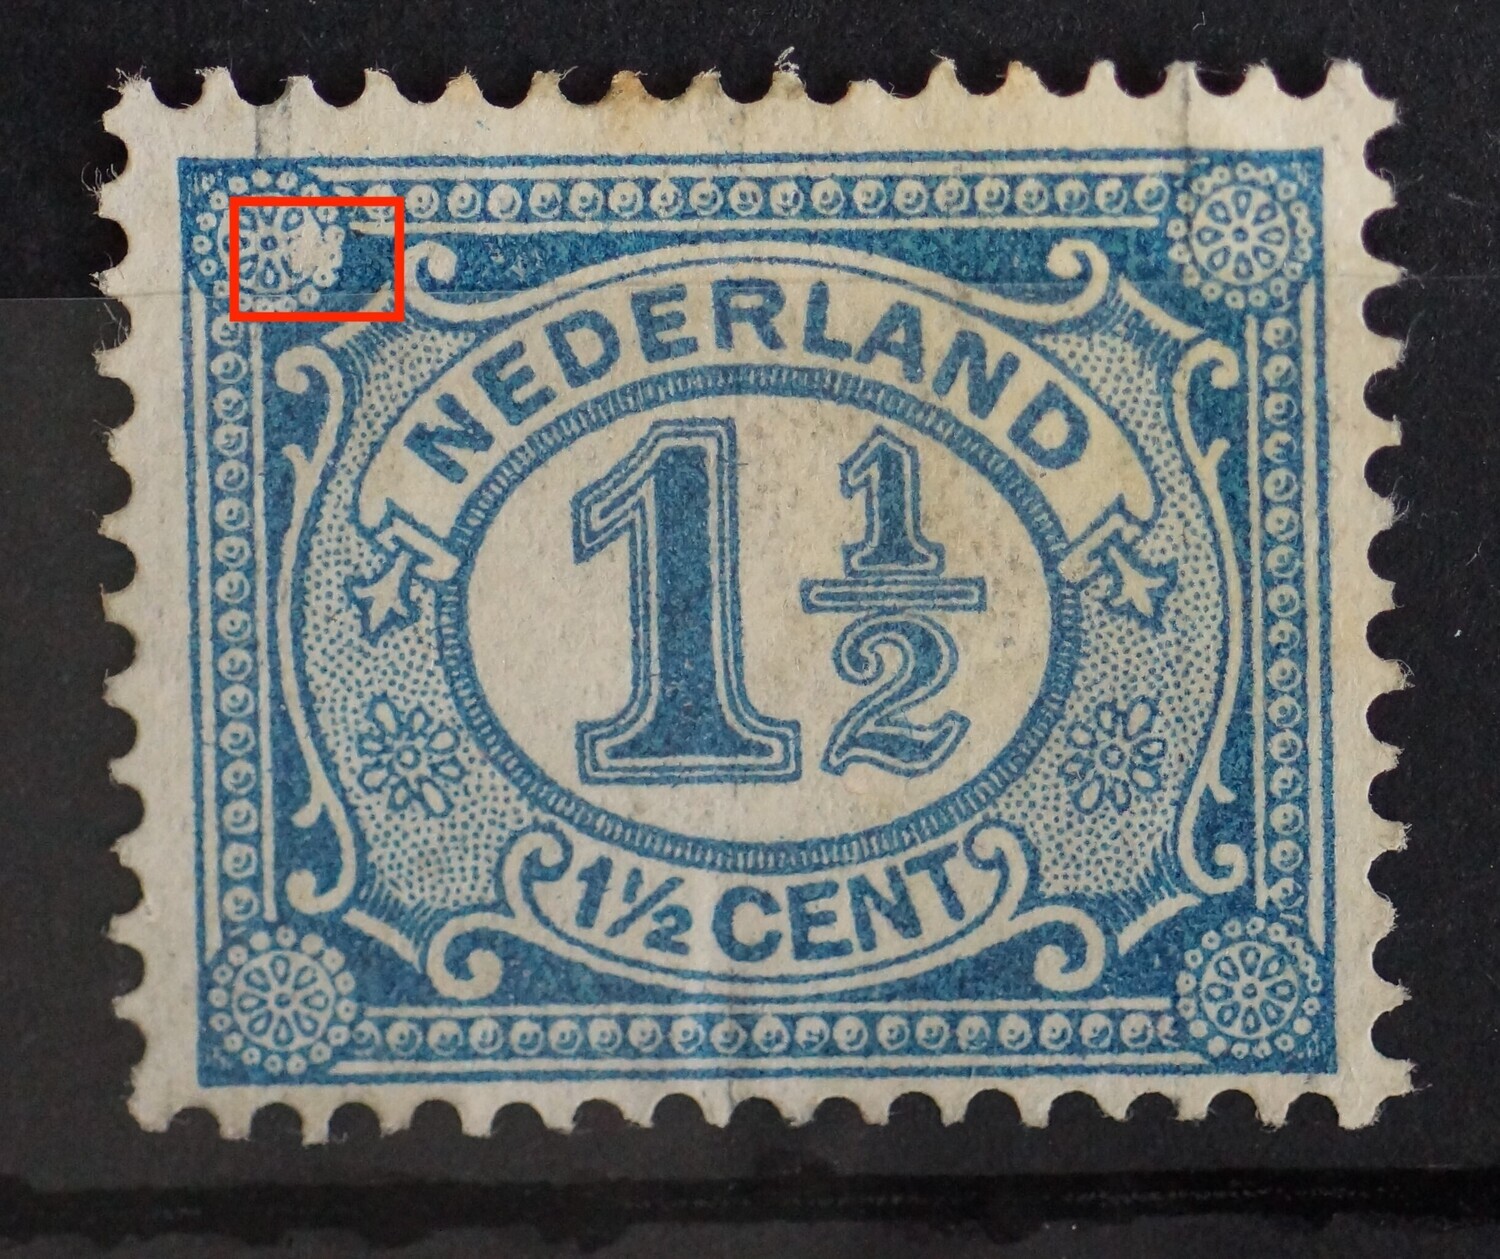 NEDERLAND
1 1/2
1½ CENT